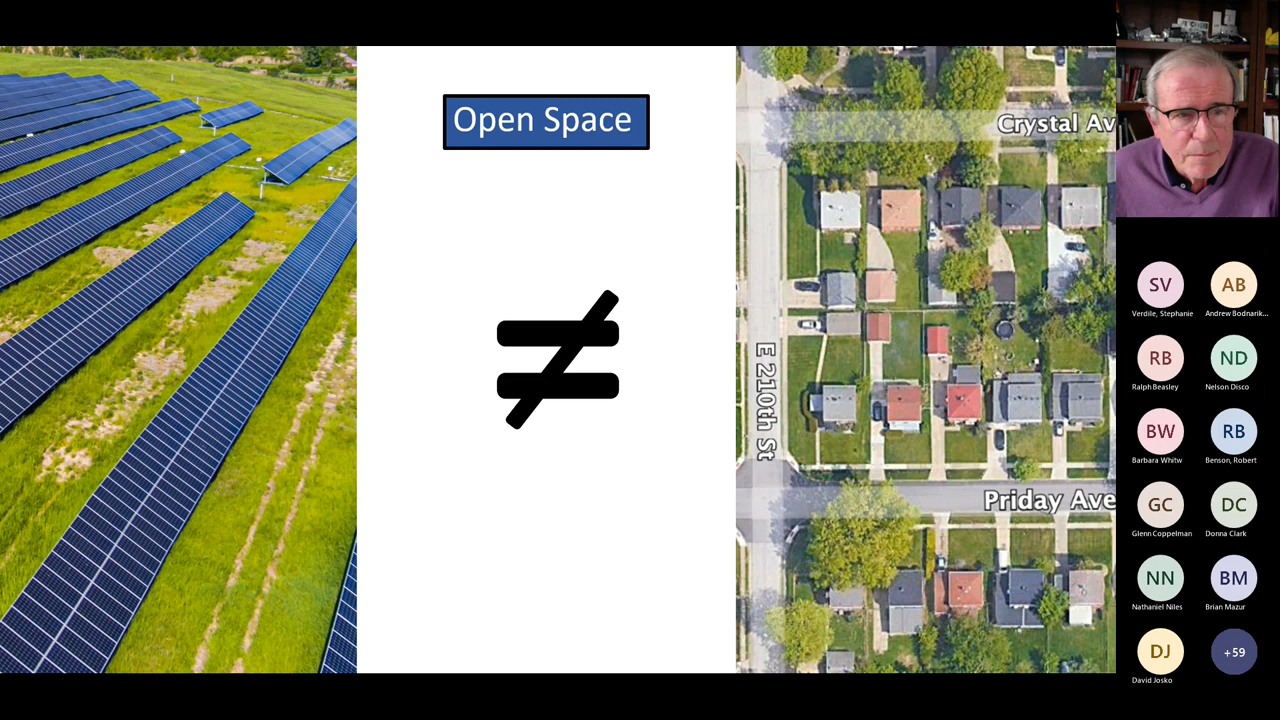 Open Space
≠
Crystal Av
E 210th St
Priday Ave
SV
Verdile, Stephanie
AB
Andrew Bodnarik...
RB
Ralph Beasley
ND
Nelson Disco
BW
Barbara Whitw
RB
Benson, Robert
GC
Glenn Coppelman
DC
Donna Clark
NN
Nathaniel Niles
BM
Brian Mazur
DJ
David Josko
+59